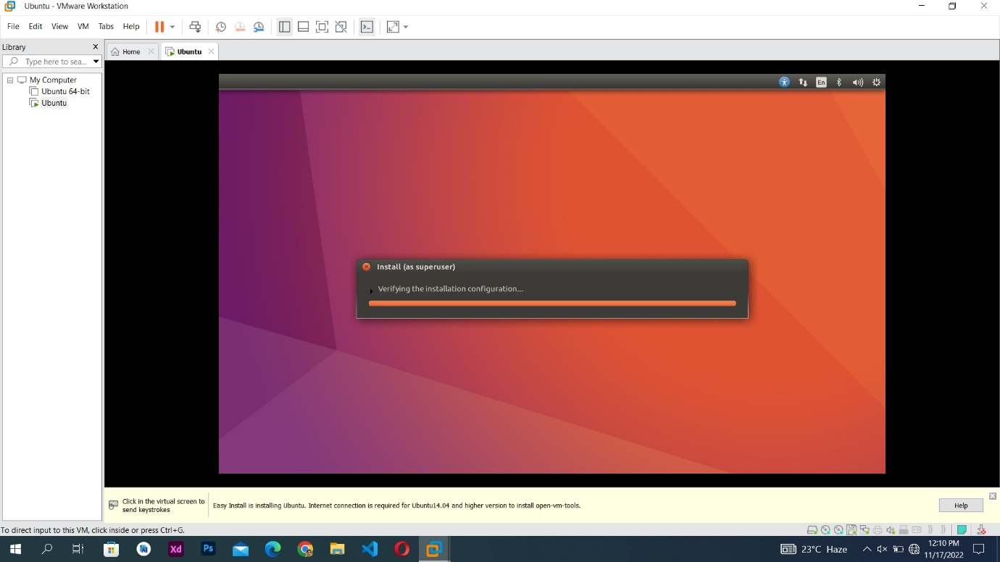 Ubuntu - VMware Workstation
File Edit View VM Tabs Help
Library
Home
Ubuntu
Type here to sea...
My Computer
Ubuntu 64-bit
Ubuntu
En
Install (as superuser)
Verifying the installation configuration...
Click in the virtual screen to
send keystrokes
Easy Install is installing Ubuntu. Internet connection is required for Ubuntu14.04 and higher version to install open-vm-tools.
Help
To direct input to this VM, click inside or press Ctrl+G.
Xd
Ps
23°C Haze
12:10 PM
11/17/2022